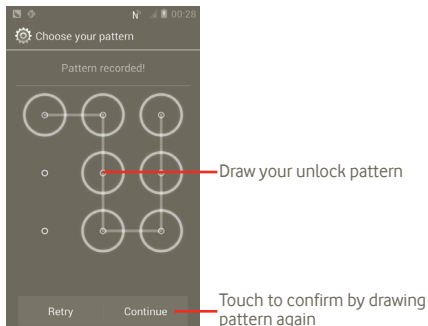 00:28
Choose your pattern
Pattern recorded!
Draw your unlock pattern
Retry
Continue
Touch to confirm by drawing
pattern again